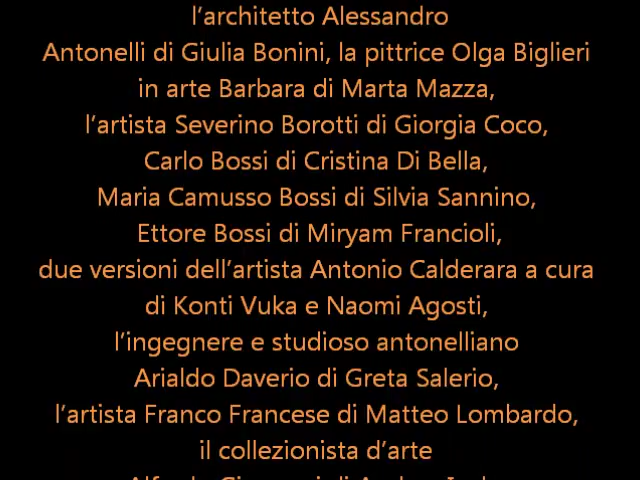 l’architetto Alessandro
Antonelli di Giulia Bonini, la pittrice Olga Biglieri
in arte Barbara di Marta Mazza,
l’artista Severino Borotti di Giorgia Coco,
Carlo Bossi di Cristina Di Bella,
Maria Camusso Bossi di Silvia Sannino,
Ettore Bossi di Miryam Francioli,
due versioni dell’artista Antonio Calderara a cura
di Konti Vuka e Naomi Agosti,
l’ingegnere e studioso antonelliano
Arialdo Daverio di Greta Salerio,
l’artista Franco Francese di Matteo Lombardo,
il collezionista d’arte